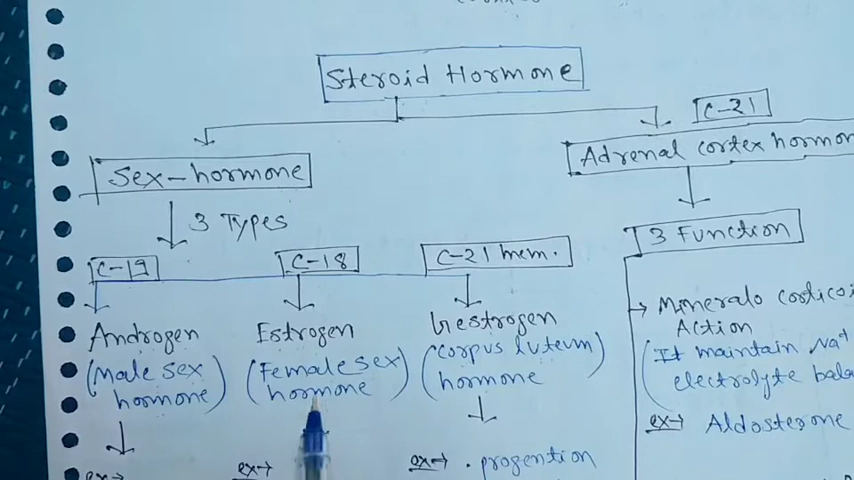 Steroid Hormone
C-21
Sex-hormone
Adrenal cortex hormon
3 Types
3 Function
C-19
C-18
C-21 mem.
Androgen
Estrogen
Gestrogen
(Male sex
hormone)
(Female sex
hormone)
(corpus luteum)
hormone
Mineralo corticoi
Action
(It maintain Na+
electrolyte bala
ex→ Aldosterone
ex→
ex→
ex→ . progention